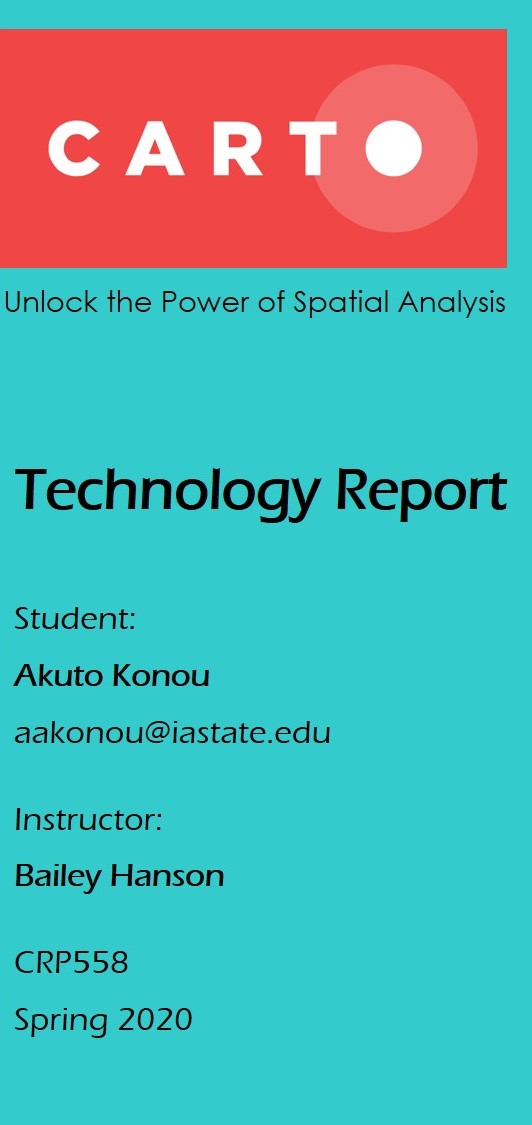 CARTO
Unlock the Power of Spatial Analysis
Technology Report
Student:
Akuto Konou
aakonou@iastate.edu
Instructor:
Bailey Hanson
CRP558
Spring 2020